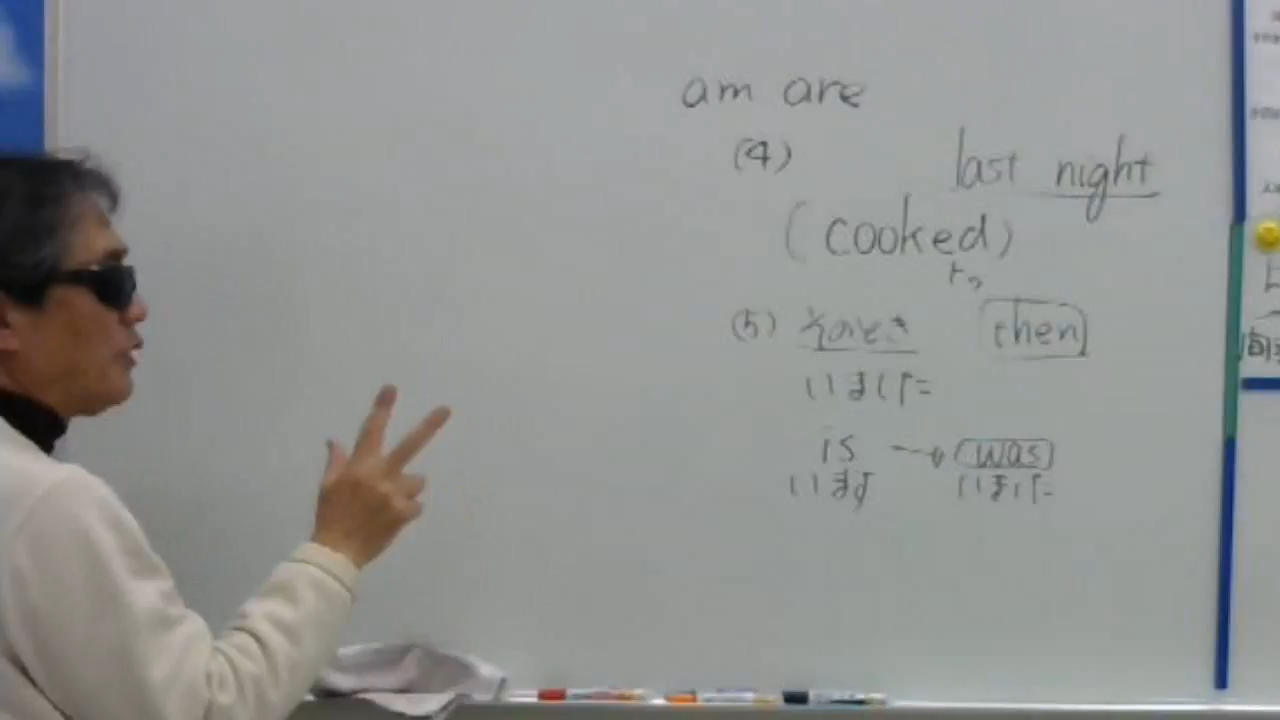 am are
(4)
last night
(cooked)
(5) そのとき then
いました
is → was
います いました